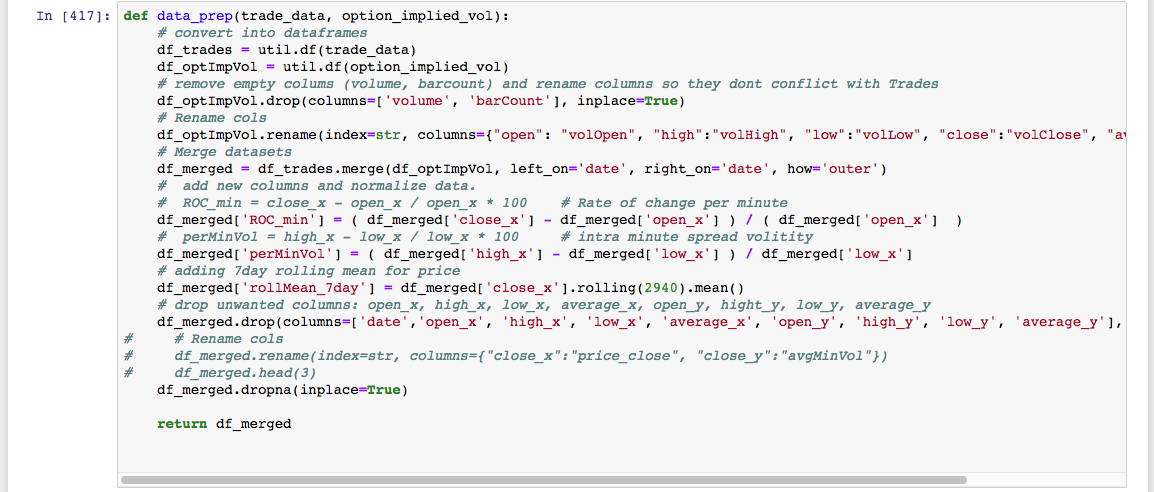 In [417]: def data_prep(trade_data, option_implied_vol):
# convert into dataframes
df_trades = util.df(trade_data)
df_optImpVol = util.df(option_implied_vol)
# remove empty colums (volume, barcount) and rename columns so they dont conflict with Trades
df_optImpVol.drop(columns=['volume', 'barCount'], inplace=True)
# Rename cols
df_optImpVol.rename(index=str, columns={"open": "volOpen", "high":"volHigh", "low":"volLow", "close":"volClose",
# Merge datasets
df_merged = df_trades.merge(df_optImpVol, left_on='date', right_on='date', how='outer')
#  add new columns and normalize data.
#  ROC_min = close_x - open_x / open_x * 100    # Rate of change per minute
df_merged['ROC_min'] = ( df_merged['close_x'] - df_merged['open_x'] ) / ( df_merged['open_x']  )
#  perMinVol = high_x - low_x / low_x * 100     # intra minute spread volitity
df_merged['perMinVol'] = ( df_merged['high_x'] - df_merged['low_x'] ) / df_merged['low_x']
# adding 7day rolling mean for price
df_merged['rollMean_7day'] = df_merged['close_x'].rolling(2940).mean()
# drop unwanted columns: open_x, high_x, low_x, average_x, open_y, hight_y, low_y, average_y
df_merged.drop(columns=['date','open_x', 'high_x', 'low_x', 'average_x', 'open_y', 'high_y', 'low_y', 'average_y'],
#     # Rename cols
#     df_merged.rename(index=str, columns={"close_x":"price_close", "close_y":"avgMinVol"})
#     df_merged.head(3)
df_merged.dropna(inplace=True)
return df_merged